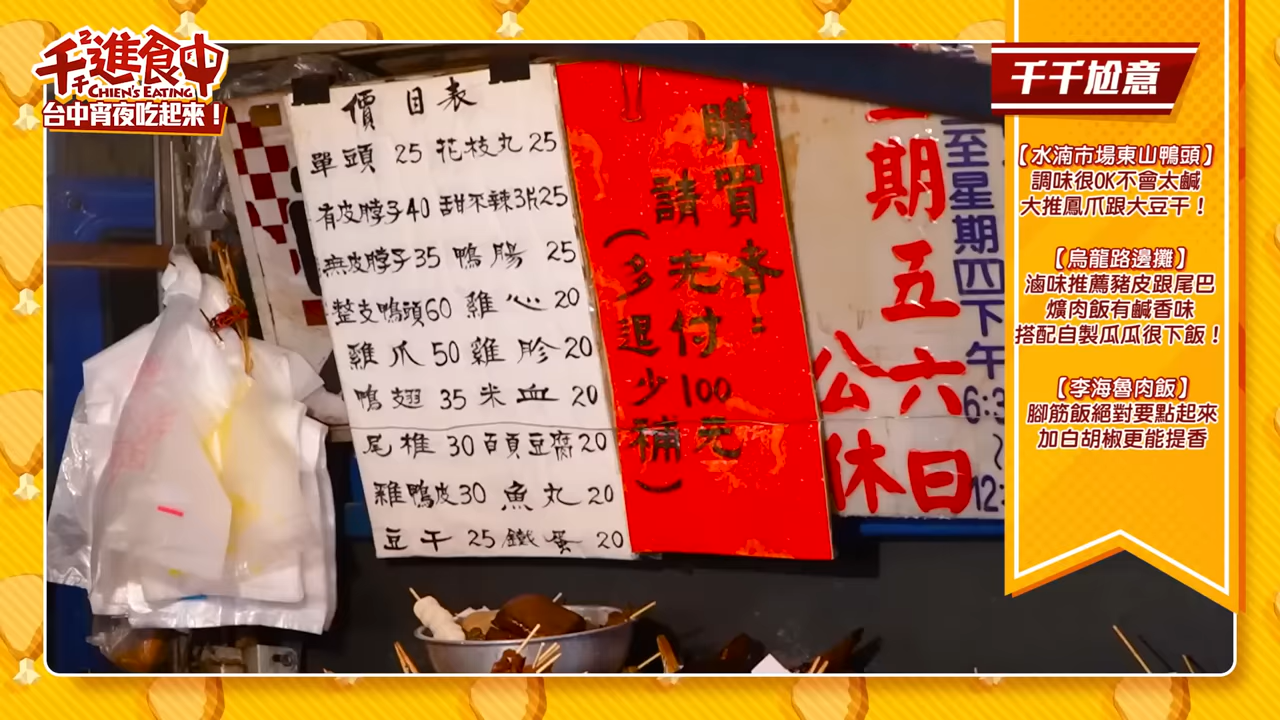 千千進食中
CHIEN's EATING
台中宵夜吃起來！
價目表
單頭 25 花枝丸 25
有皮脖子 40 甜不辣3片25
無皮脖子 35 鴨腸 25
整支鴨頭 60 雞心 20
雞爪 50 雞胗 20
鴨翅 35 米血 20
尾椎 30 百頁豆腐 20
雞鴨皮 30 魚丸 20
豆干 25 鐵蛋 20
購買者：
請先付100元
（多退少補）
期五六日
公休
至星期四下午
6:3
12:
千千尬意
【水湳市場東山鴨頭】
調味很OK不會太鹹
大推鳳爪跟大豆干！
【烏龍路邊攤】
滷味推薦豬皮跟尾巴
爌肉飯有鹹香味
搭配自製瓜瓜很下飯！
【李海魯肉飯】
腳筋飯絕對要點起來
加白胡椒更能提香